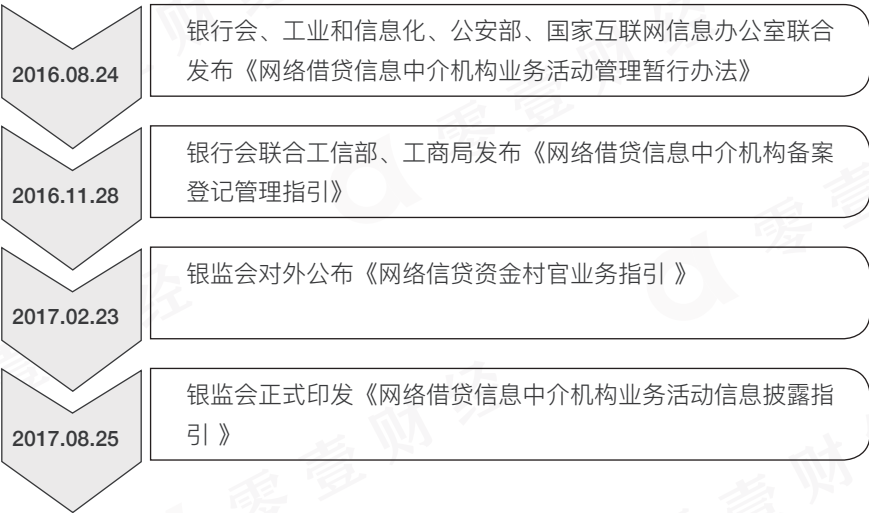 2016.08.24
银行会、工业和信息化、公安部、国家互联网信息办公室联合
发布《网络借贷信息中介机构业务活动管理暂行办法》
2016.11.28
银行会联合工信部、工商局发布《网络借贷信息中介机构备案
登记管理指引》
2017.02.23
银监会对外公布《网络信贷资金村官业务指引 》
2017.08.25
银监会正式印发《网络借贷信息中介机构业务活动信息披露指
引 》
零壹财经